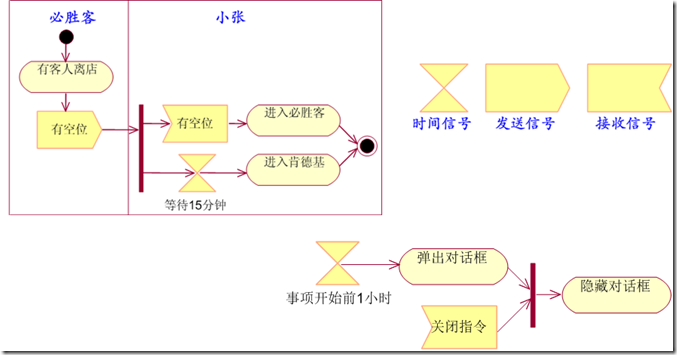 必胜客
小张
有客人离店
有空位
有空位
进入必胜客
进入肯德基
等待15分钟
时间信号
发送信号
接收信号
弹出对话框
事项开始前1小时
关闭指令
隐藏对话框